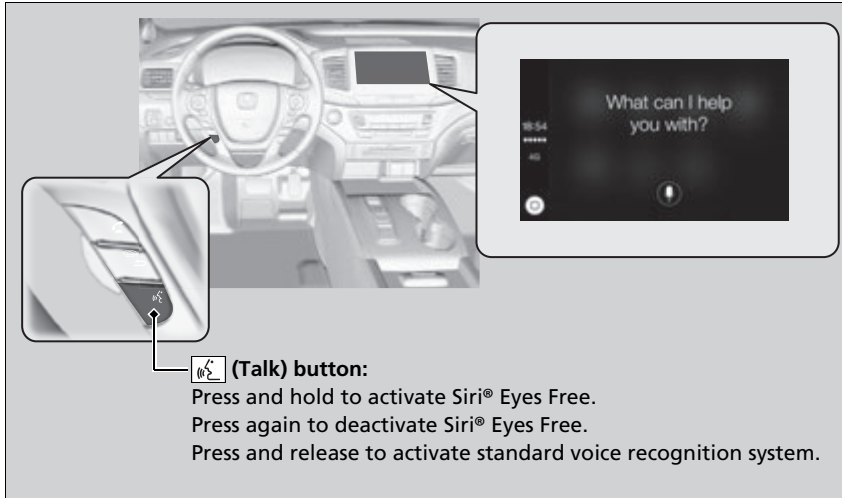 What can I help
you with?
18:54
4G
(Talk) button:
Press and hold to activate Siri® Eyes Free.
Press again to deactivate Siri® Eyes Free.
Press and release to activate standard voice recognition system.